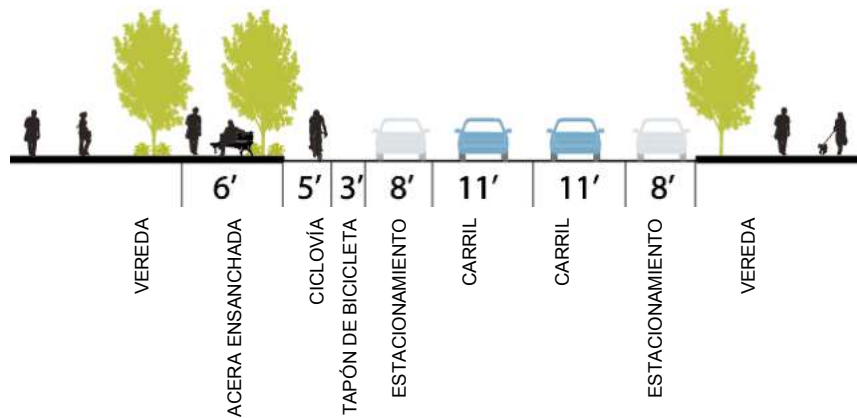 6’ 5’ 3’ 8’ 11’ 11’ 8’
VEREDA
ACERA ENSANCHADA
CICLOVÍA
TAPÓN DE BICICLETA
ESTACIONAMIENTO
CARRIL
CARRIL
ESTACIONAMIENTO
VEREDA